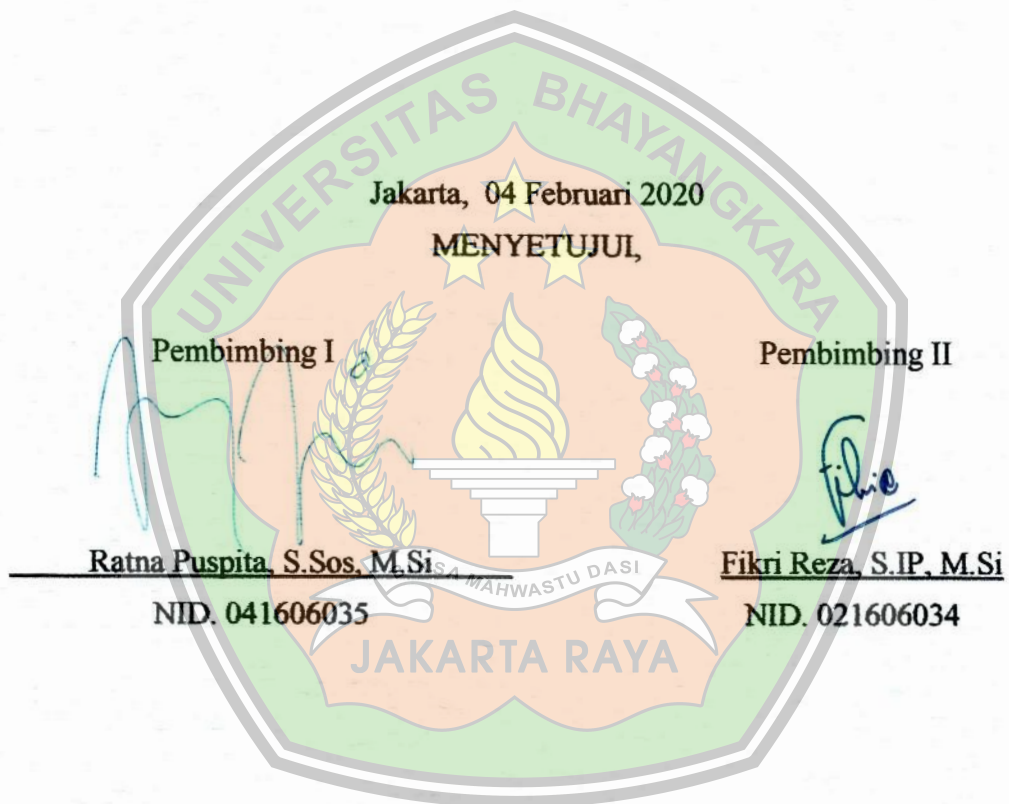 UNIVERSITAS BHAYANGKARA
Jakarta, 04 Februari 2020
MENYETUJUI,
Pembimbing I
Pembimbing II
Ratna Puspita, S.Sos, M.Si
Fikri Reza, S.IP, M.Si
MAHWASTU DASI
NID. 041606035
NID. 021606034
JAKARTA RAYA